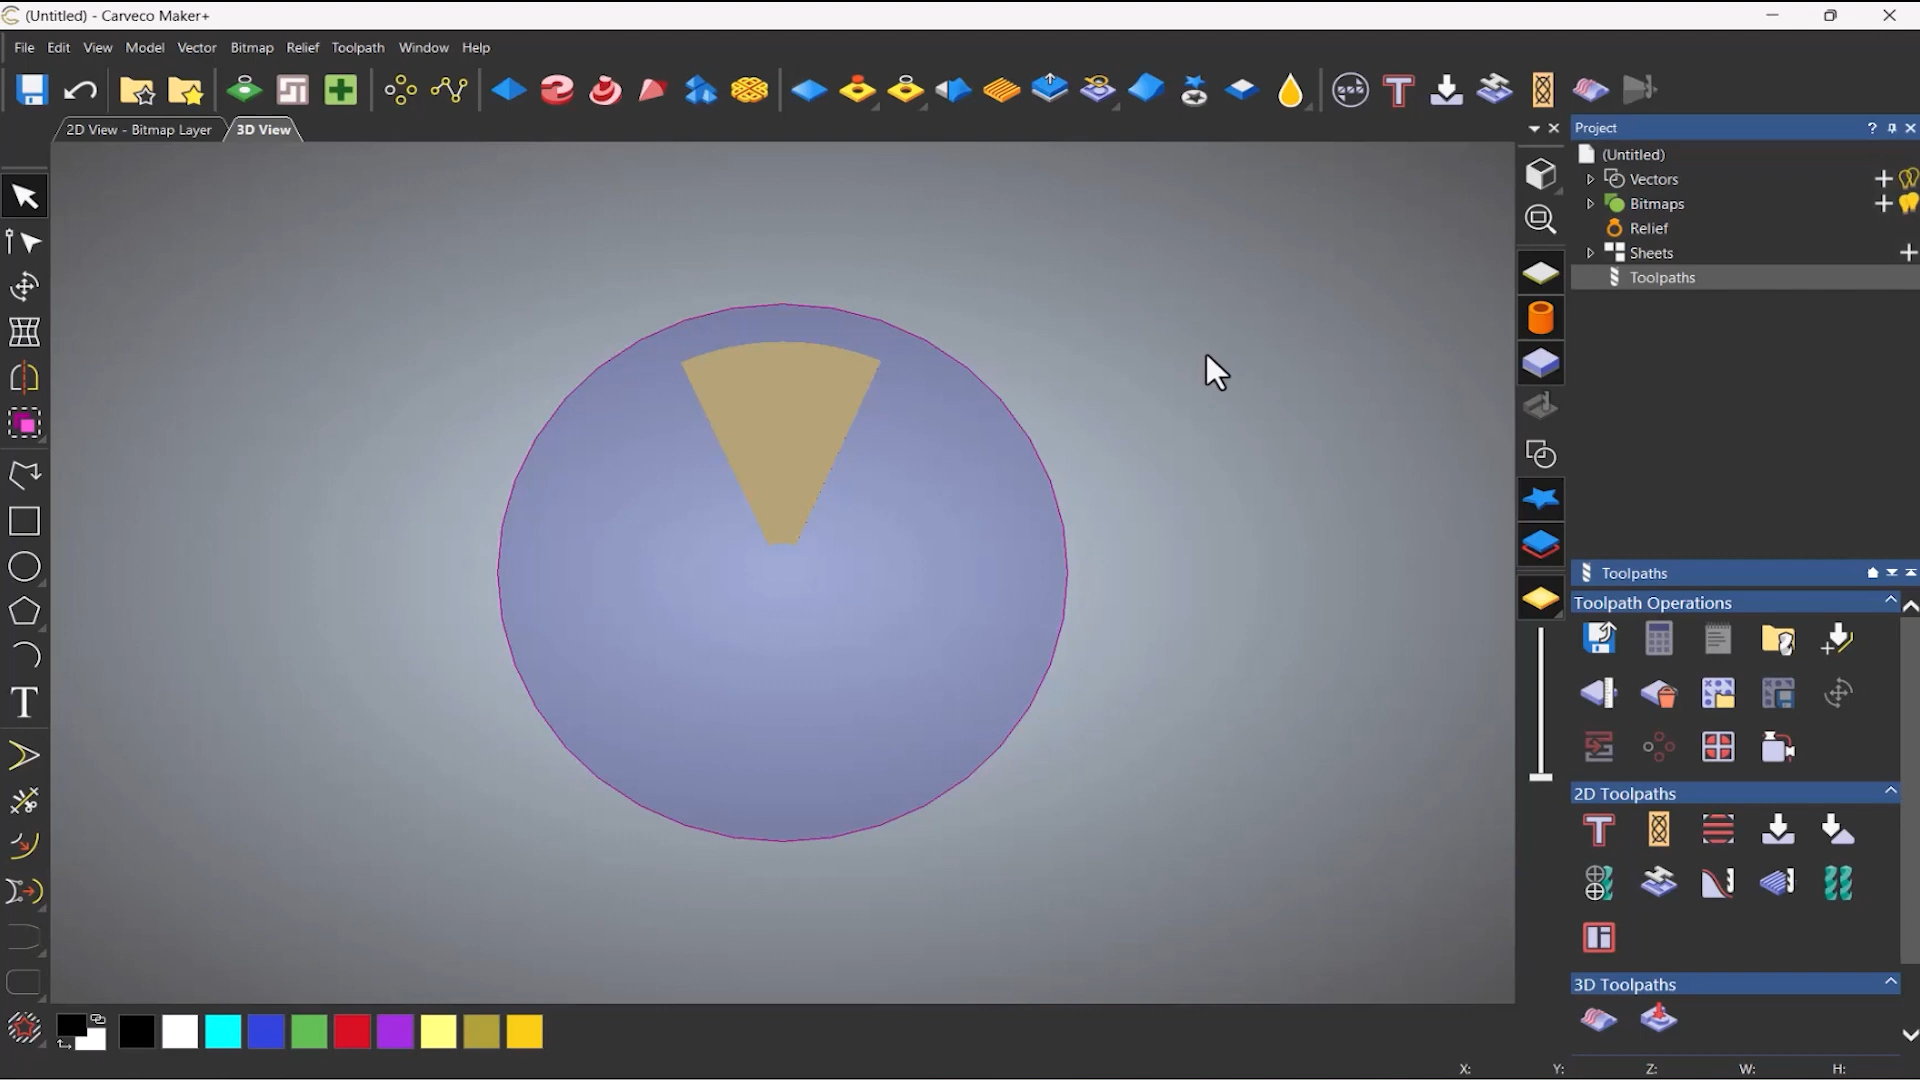 (Untitled) - Carveco Maker+
File Edit View Model Vector Bitmap Relief Toolpath Window Help
2D View - Bitmap Layer 3D View
Project
(Untitled)
Vectors
Bitmaps
Relief
Sheets
Toolpaths
Toolpaths
Toolpath Operations
2D Toolpaths
3D Toolpaths
X: Y: Z: W: H: